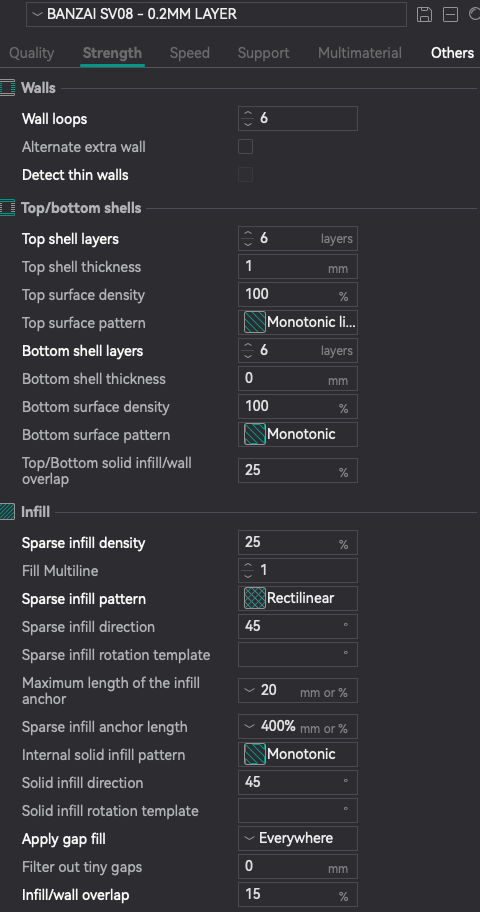 BANZAI SV08 - 0.2MM LAYER
Quality Strength Speed Support Multimaterial Others
Walls
Wall loops 6
Alternate extra wall
Detect thin walls
Top/bottom shells
Top shell layers 6 layers
Top shell thickness 1 mm
Top surface density 100 %
Top surface pattern Monotonic li...
Bottom shell layers 6 layers
Bottom shell thickness 0 mm
Bottom surface density 100 %
Bottom surface pattern Monotonic
Top/Bottom solid infill/wall
overlap 25 %
Infill
Sparse infill density 25 %
Fill Multiline 1
Sparse infill pattern Rectilinear
Sparse infill direction 45 °
Sparse infill rotation template °
Maximum length of the infill
anchor 20 mm or %
Sparse infill anchor length 400% mm or %
Internal solid infill pattern Monotonic
Solid infill direction 45 °
Solid infill rotation template °
Apply gap fill Everywhere
Filter out tiny gaps 0 mm
Infill/wall overlap 15 %